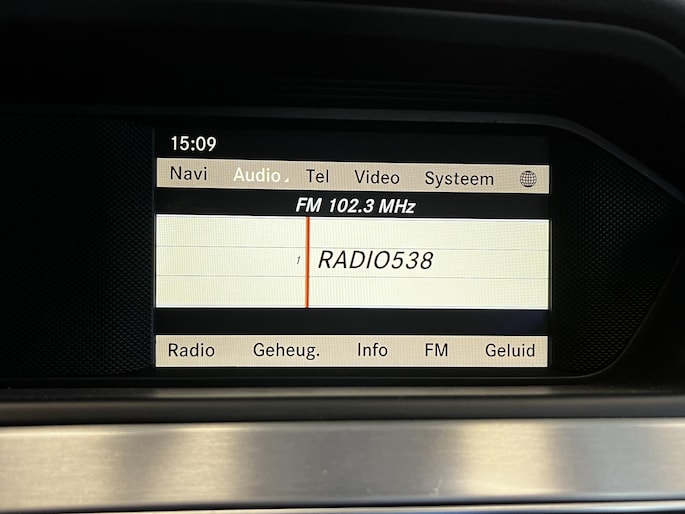 15:09
Navi Audio Tel Video Systeem
FM 102.3 MHz
1 RADIO538
Radio Geheug. Info FM Geluid